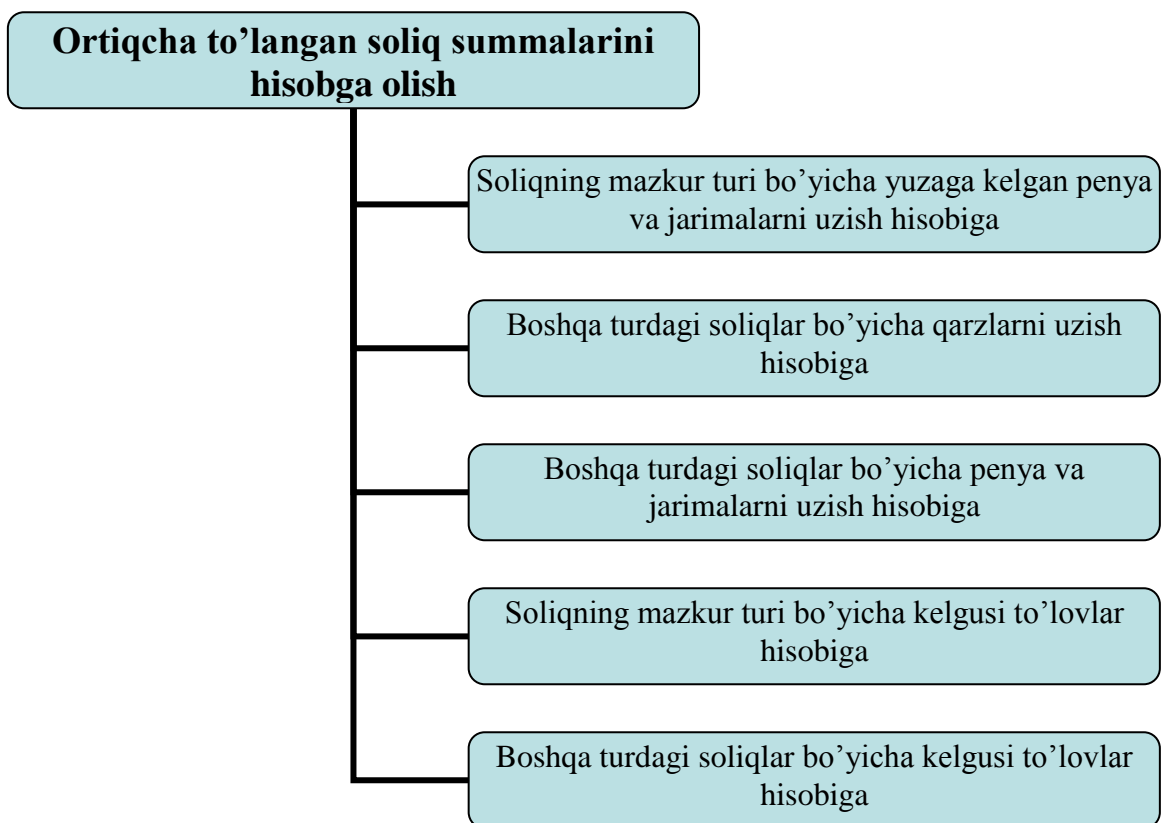 Ortiqcha to’langan soliq summalarini
hisobga olish
Soliqning mazkur turi bo’yicha yuzaga kelgan penya
va jarimalarni uzish hisobiga
Boshqa turdagi soliqlar bo’yicha qarzlarni uzish
hisobiga
Boshqa turdagi soliqlar bo’yicha penya va
jarimalarni uzish hisobiga
Soliqning mazkur turi bo’yicha kelgusi to’lovlar
hisobiga
Boshqa turdagi soliqlar bo’yicha kelgusi to’lovlar
hisobiga